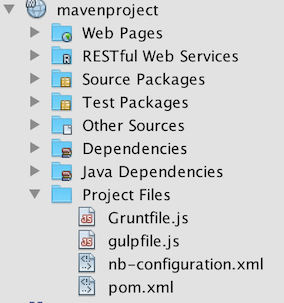 mavenproject
Web Pages
RESTful Web Services
Source Packages
Test Packages
Other Sources
Dependencies
Java Dependencies
Project Files
Gruntfile.js
gulpfile.js
nb-configuration.xml
pom.xml